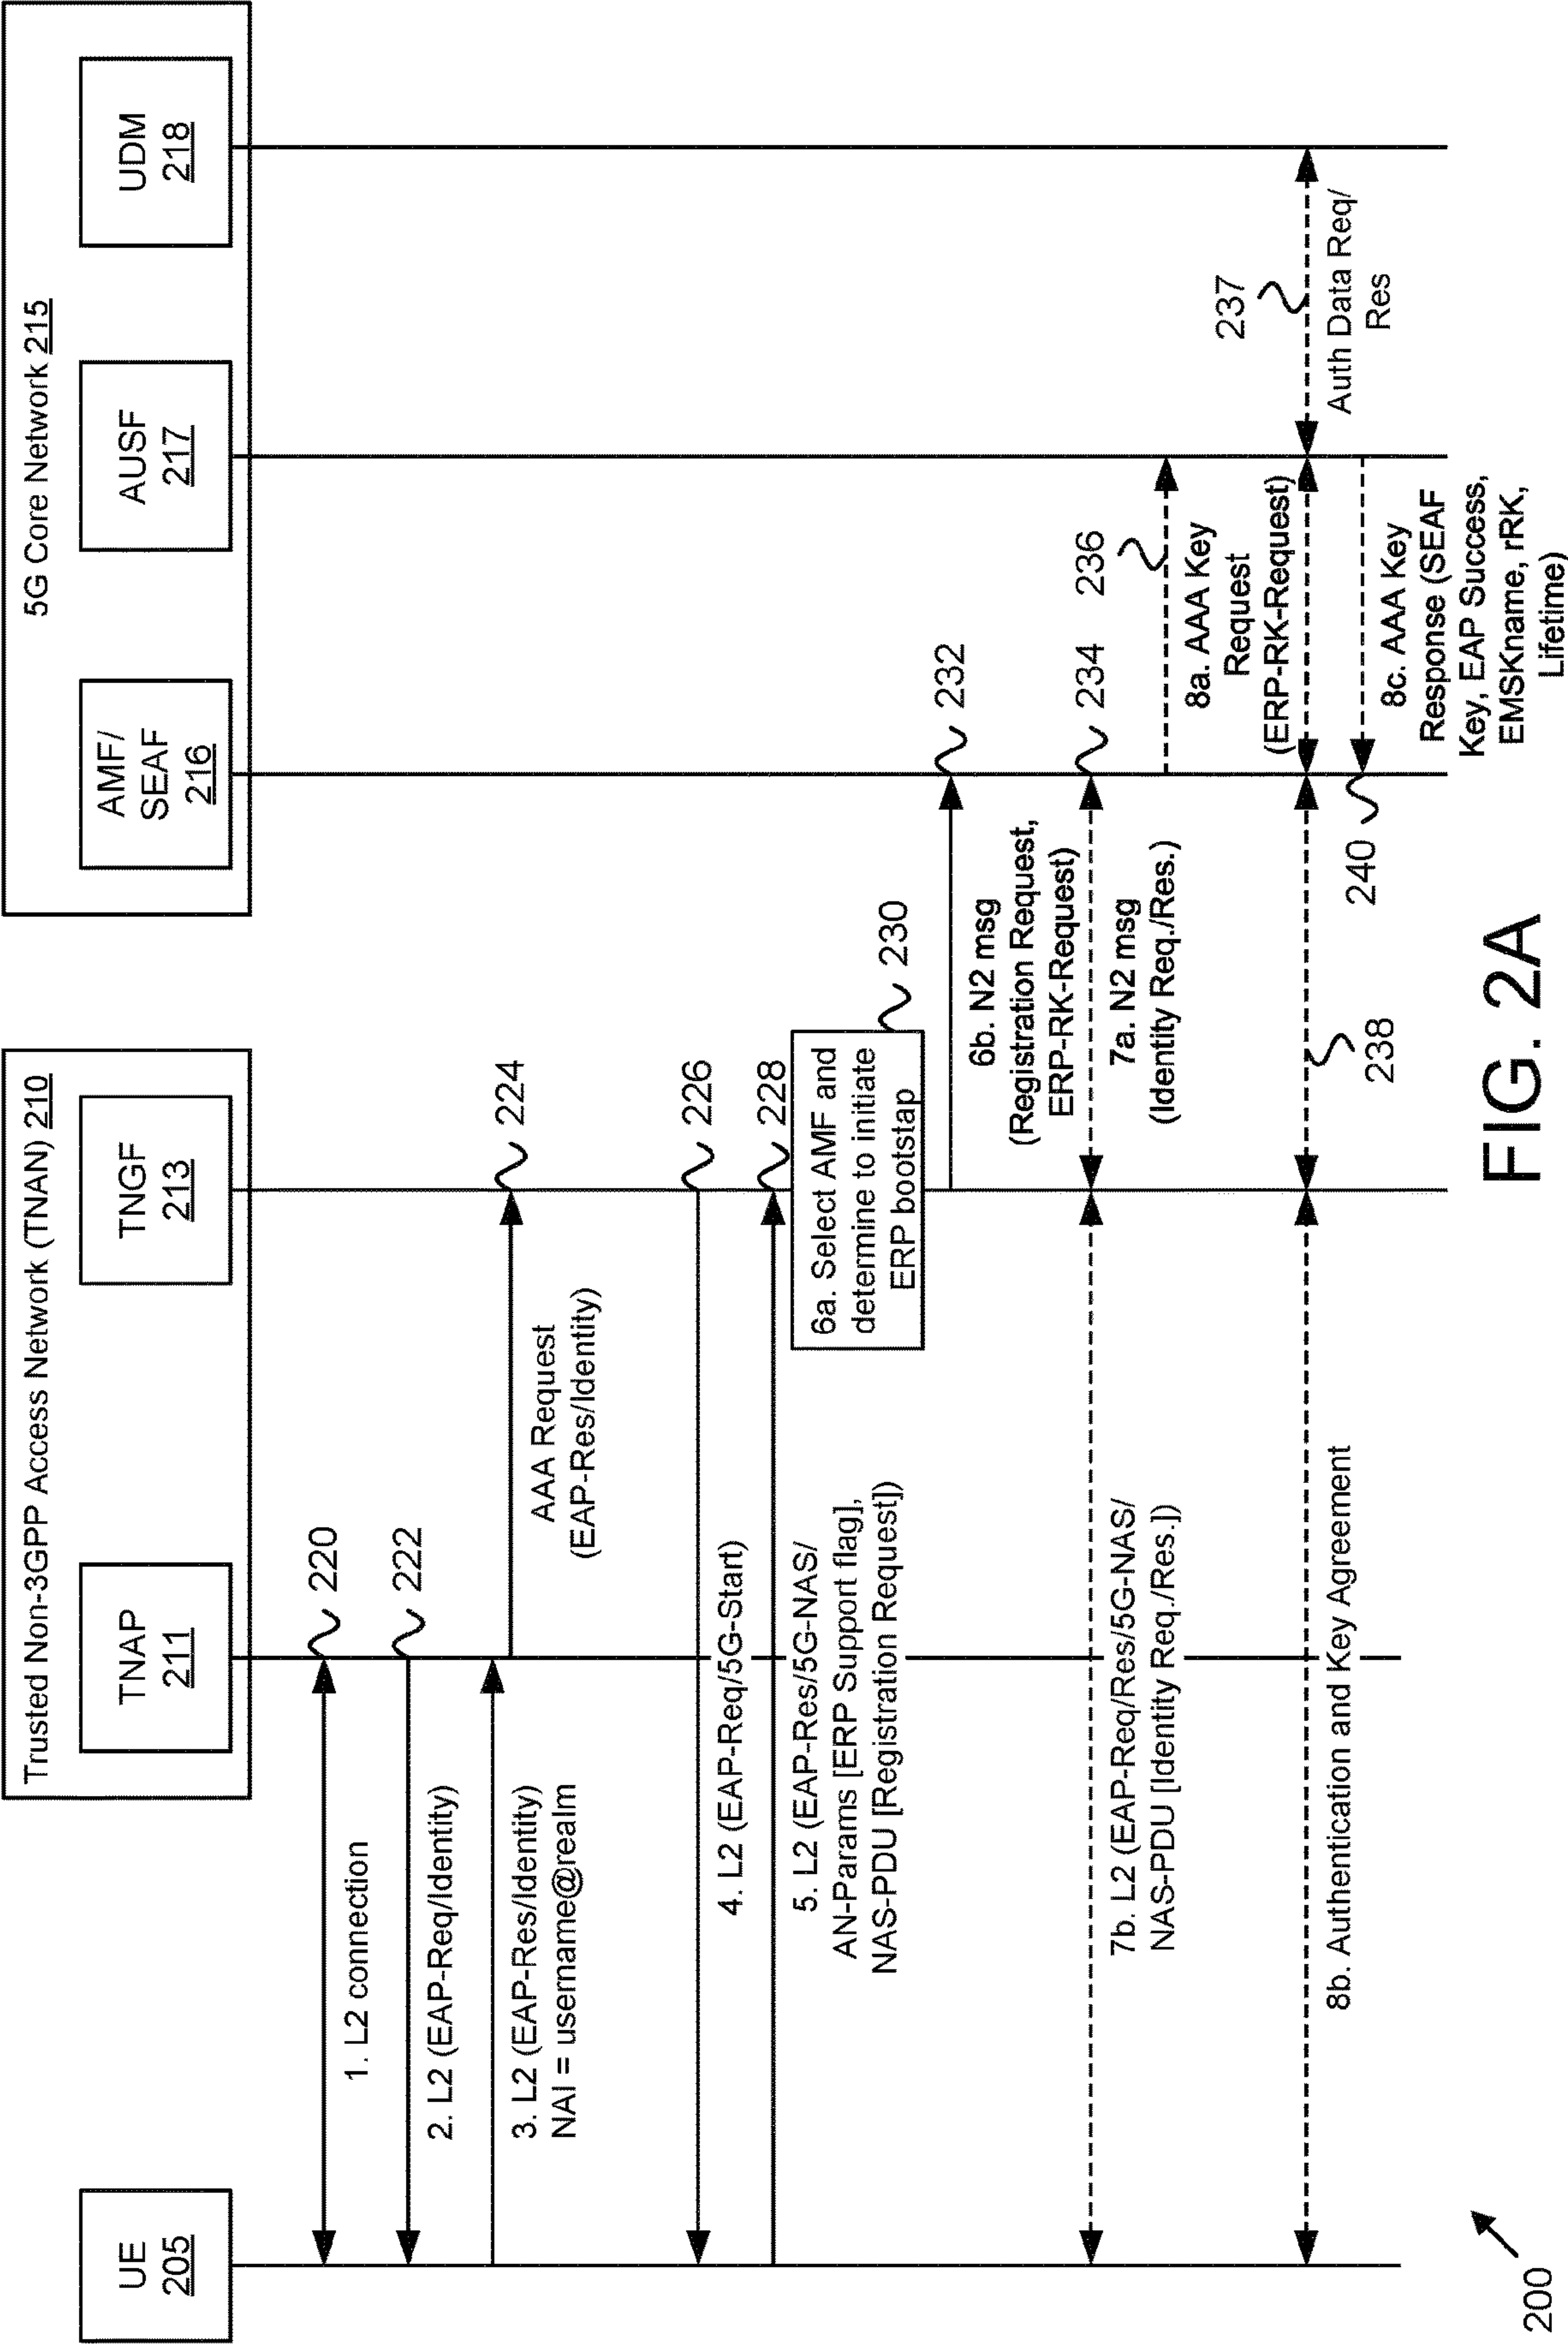 Trusted Non-3GPP Access Network (TNAN) 210
5G Core Network 215
UE
205
TNAP
211
TNGF
213
AMF/
SEAF
216
AUSF
217
UDM
218
220
1. L2 connection
222
2. L2 (EAP-Req/Identity)
3. L2 (EAP-Res/Identity)
NAI = username@realm
224
AAA Request
(EAP-Res/Identity)
226
4. L2 (EAP-Req/5G-Start)
228
5. L2 (EAP-Res/5G-NAS/
AN-Params [ERP Support flag],
NAS-PDU [Registration Request])
6a. Select AMF and
determine to initiate
ERP bootstap
230
232
6b. N2 msg
(Registration Request,
ERP-RK-Request)
234
7a. N2 msg
(Identity Req./Res.)
7b. L2 (EAP-Req/Res/5G-NAS/
NAS-PDU [Identity Req./Res.])
236
8a. AAA Key
Request
(ERP-RK-Request)
237
Auth Data Req/
Res
8b. Authentication and Key Agreement
238
240
8c. AAA Key
Response (SEAF
Key, EAP Success,
EMSKname, rRK,
Lifetime)
200
FIG. 2A